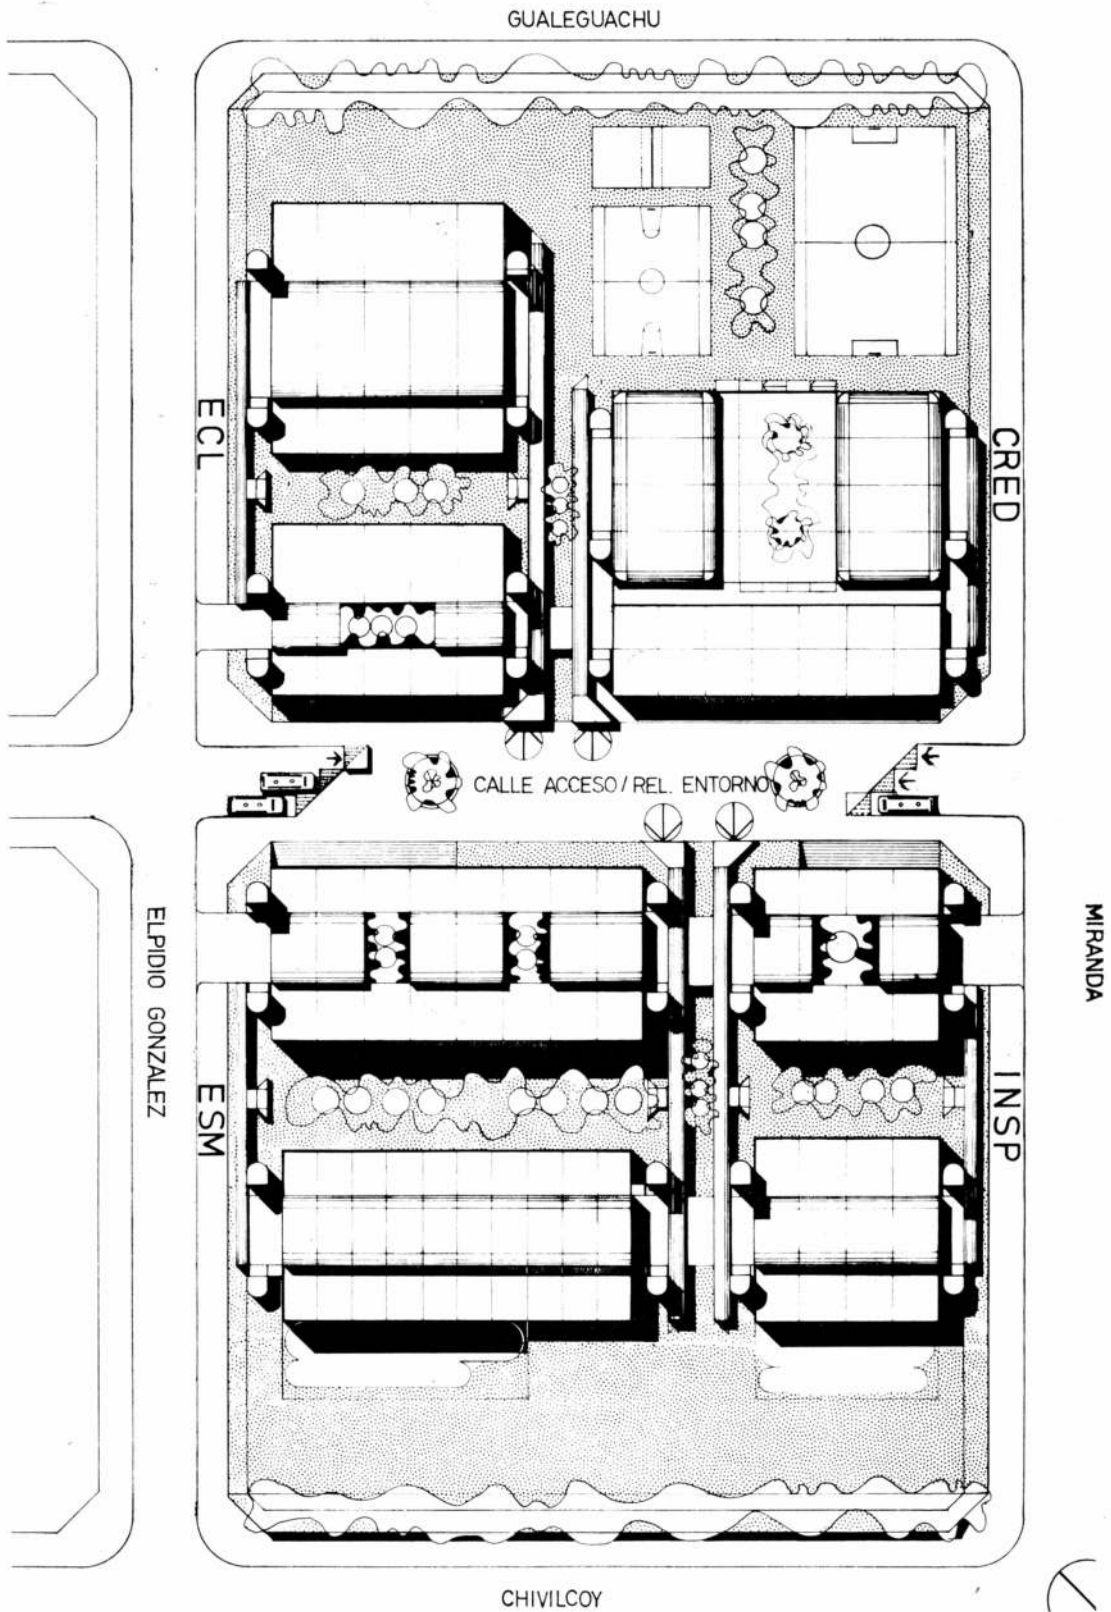 GUALEGUACHU
ECL
CRED
CALLE ACCESO/REL. ENTORNO
ELPIDIO GONZALEZ
MIRANDA
ESM
INSP
CHIVILCOY